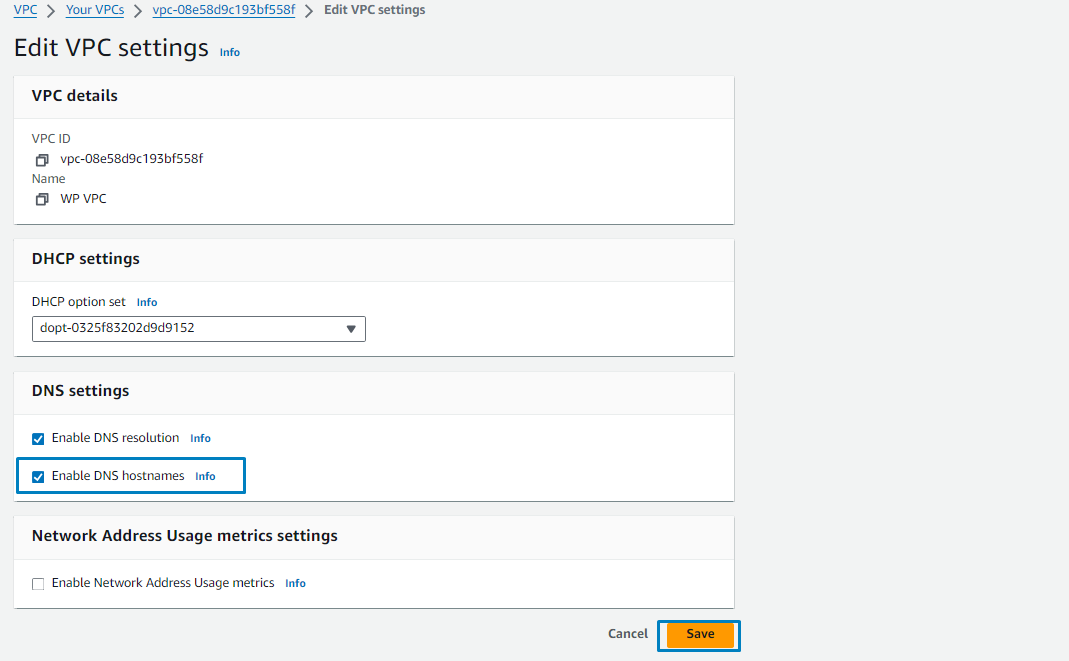 VPC > Your VPCs > vpc-08e58d9c193bf558f > Edit VPC settings
Edit VPC settings Info
VPC details
VPC ID
vpc-08e58d9c193bf558f
Name
WP VPC
DHCP settings
DHCP option set Info
dopt-0325f83202d9d9152
DNS settings
Enable DNS resolution Info
Enable DNS hostnames Info
Network Address Usage metrics settings
Enable Network Address Usage metrics Info
Cancel Save